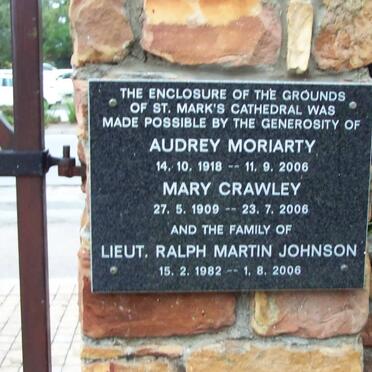 THE ENCLOSURE OF THE GROUNDS
OF ST. MARK'S CATHEDRAL WAS
MADE POSSIBLE BY THE GENEROSITY OF
AUDREY MORIARTY
14. 10. 1918 -- 11. 9. 2006
MARY CRAWLEY
27. 5. 1909 -- 23. 7. 2006
AND THE FAMILY OF
LIEUT. RALPH MARTIN JOHNSON
15. 2. 1982 -- 1. 8. 2006